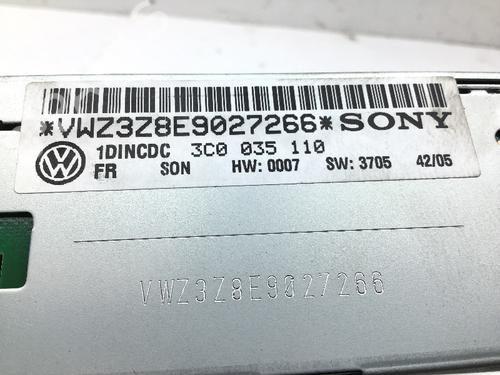 *VWZ3Z8E9027266* SONY
1DINCDC 3C0 035 110
FR SON HW: 0007 SW: 3705 42/05
VWZ3Z8E9027266